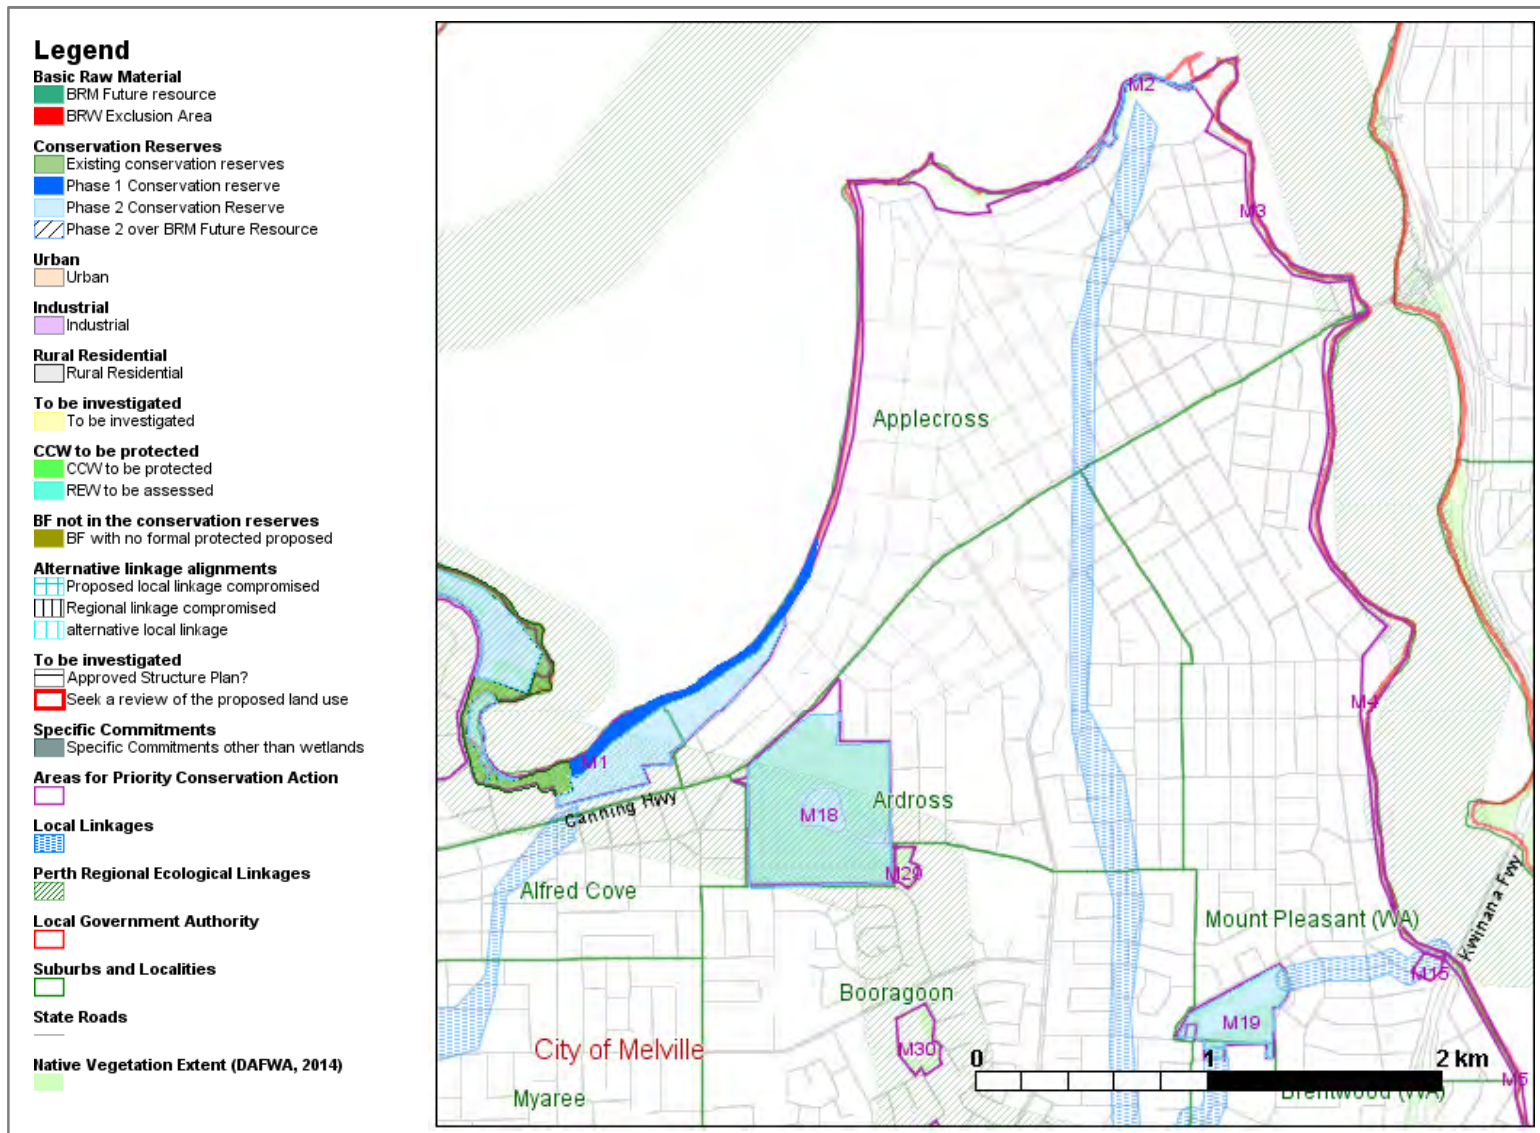 Legend
Basic Raw Material
BRM Future resource
BRW Exclusion Area
Conservation Reserves
Existing conservation reserves
Phase 1 Conservation reserve
Phase 2 Conservation Reserve
Phase 2 over BRM Future Resource
Urban
Urban
Industrial
Industrial
Rural Residential
Rural Residential
To be investigated
To be investigated
CCW to be protected
CCW to be protected
REW to be assessed
BF not in the conservation reserves
BF with no formal protected proposed
Alternative linkage alignments
Proposed local linkage compromised
Regional linkage compromised
alternative local linkage
To be investigated
Approved Structure Plan?
Seek a review of the proposed land use
Specific Commitments
Specific Commitments other than wetlands
Areas for Priority Conservation Action
Local Linkages
Perth Regional Ecological Linkages
Local Government Authority
Suburbs and Localities
State Roads
Native Vegetation Extent (DAFWA, 2014)
M2
M3
Applecross
M4
M1
Canning Hwy
Ardross
M18
M29
Alfred Cove
Mount Pleasant (WA)
Kwinana Fwy
M15
Booragoon
M19
City of Melville
M30
0 1 2 km
M5
Myaree
Brentwood (WA)